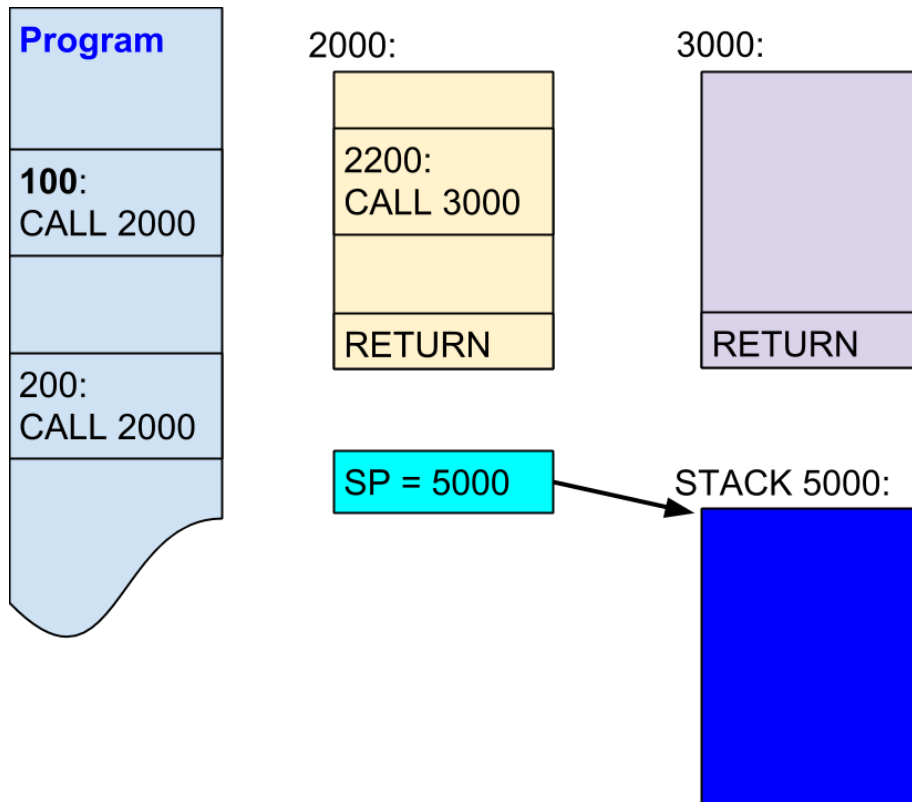 Program
100:
CALL 2000
200:
CALL 2000
2000:
2200:
CALL 3000
RETURN
3000:
RETURN
SP = 5000
STACK 5000: